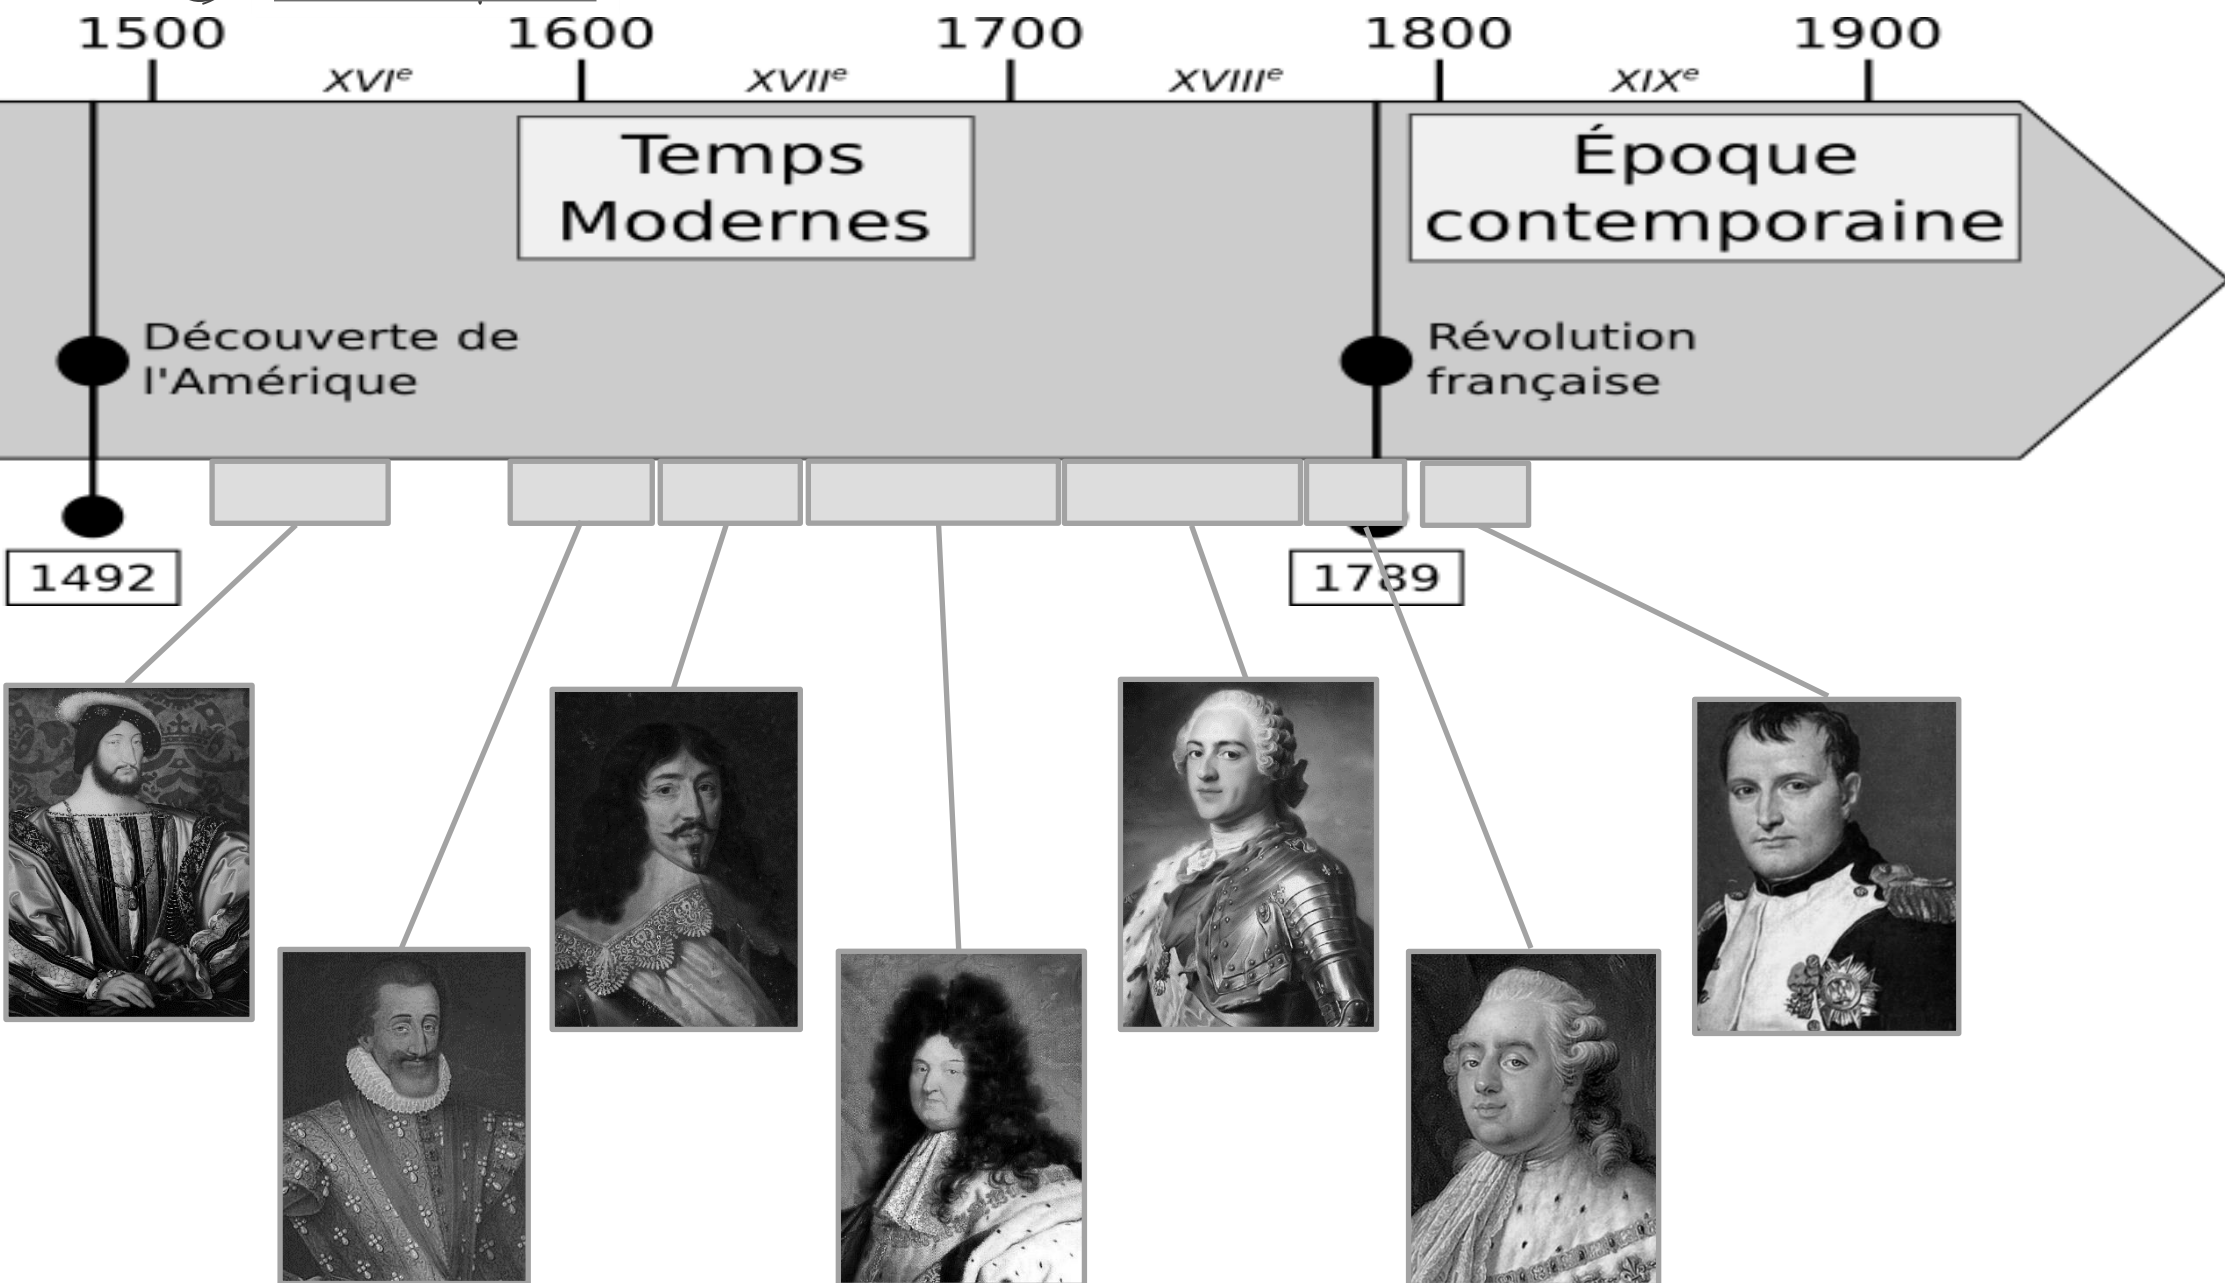 1500 1600 1700 1800 1900
XVIe XVIIe XVIIIe XIXe
Temps
Modernes
Époque
contemporaine
Découverte de
l'Amérique
Révolution
française
1492
1789